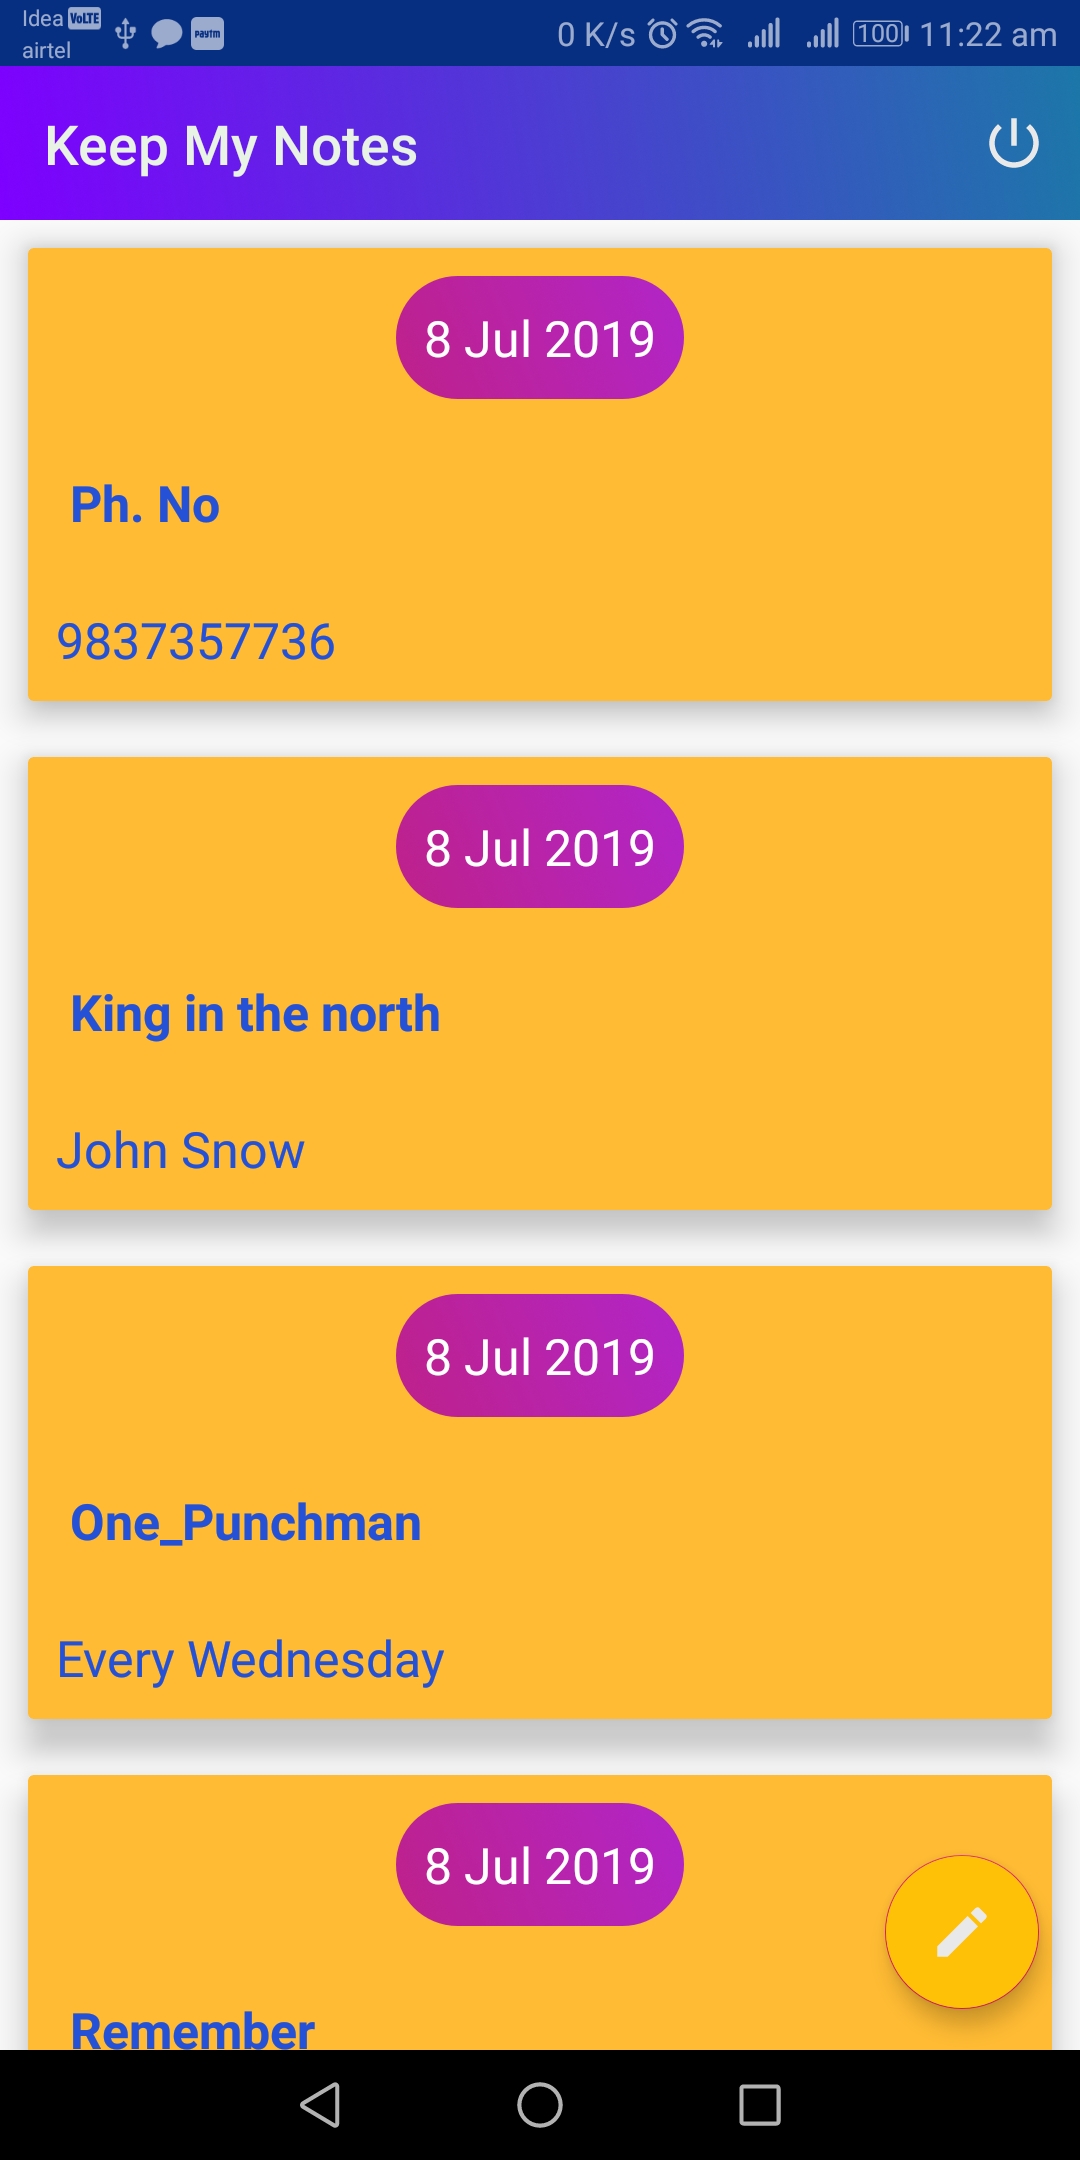 Idea VoLTE
airtel
paytm
0 K/s 100 11:22 am
Keep My Notes
8 Jul 2019
Ph. No
9837357736
8 Jul 2019
King in the north
John Snow
8 Jul 2019
One_Punchman
Every Wednesday
8 Jul 2019
Remember